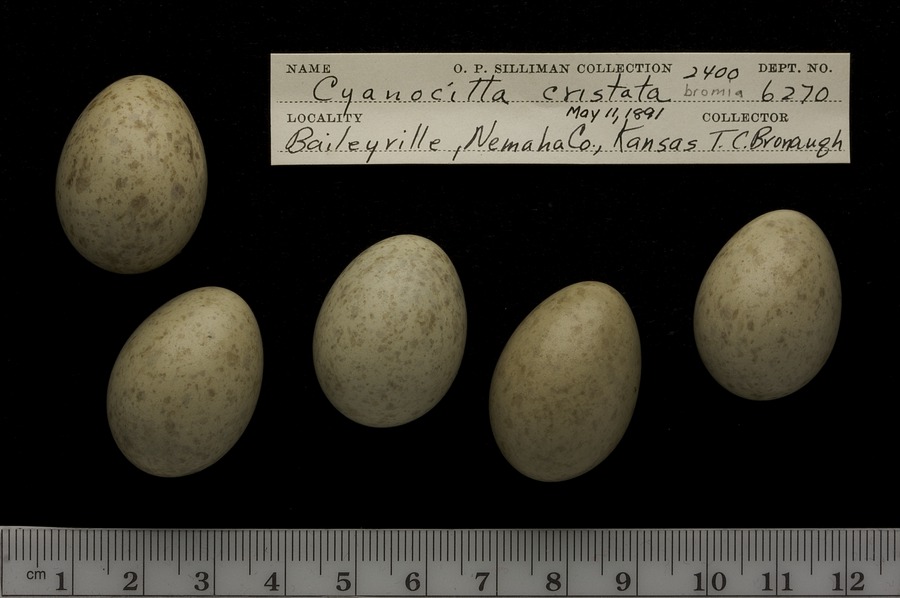 NAME O. P. SILLIMAN COLLECTION 2400 DEPT. NO.
Cyanocitta cristata bromia 6270
LOCALITY May 11, 1891 COLLECTOR
Baileyville, Nemaha Co., Kansas T. C. Bronaugh
cm 1 2 3 4 5 6 7 8 9 10 11 12